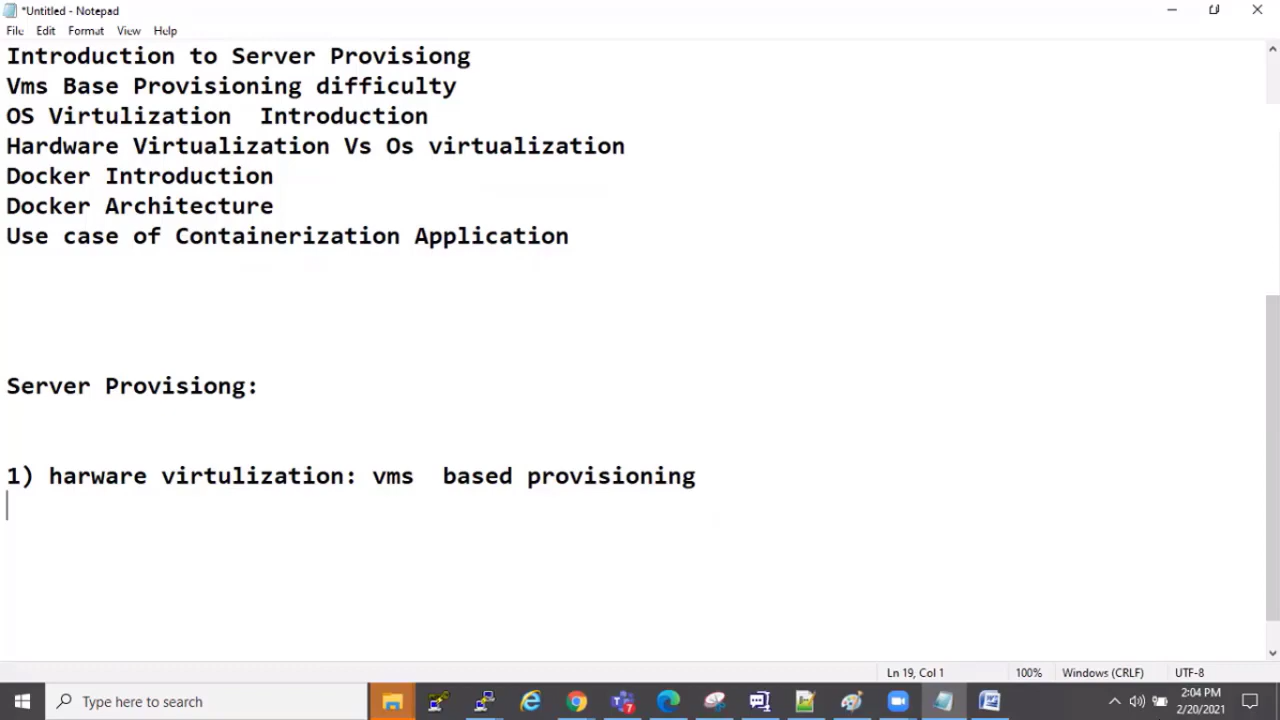 *Untitled - Notepad
File Edit Format View Help
Introduction to Server Provisiong
Vms Base Provisioning difficulty
OS Virtulization  Introduction
Hardware Virtualization Vs Os virtualization
Docker Introduction
Docker Architecture
Use case of Containerization Application
Server Provisiong:
1) harware virtulization: vms  based provisioning
Ln 19, Col 1 100% Windows (CRLF) UTF-8
Type here to search
2:04 PM
2/20/2021